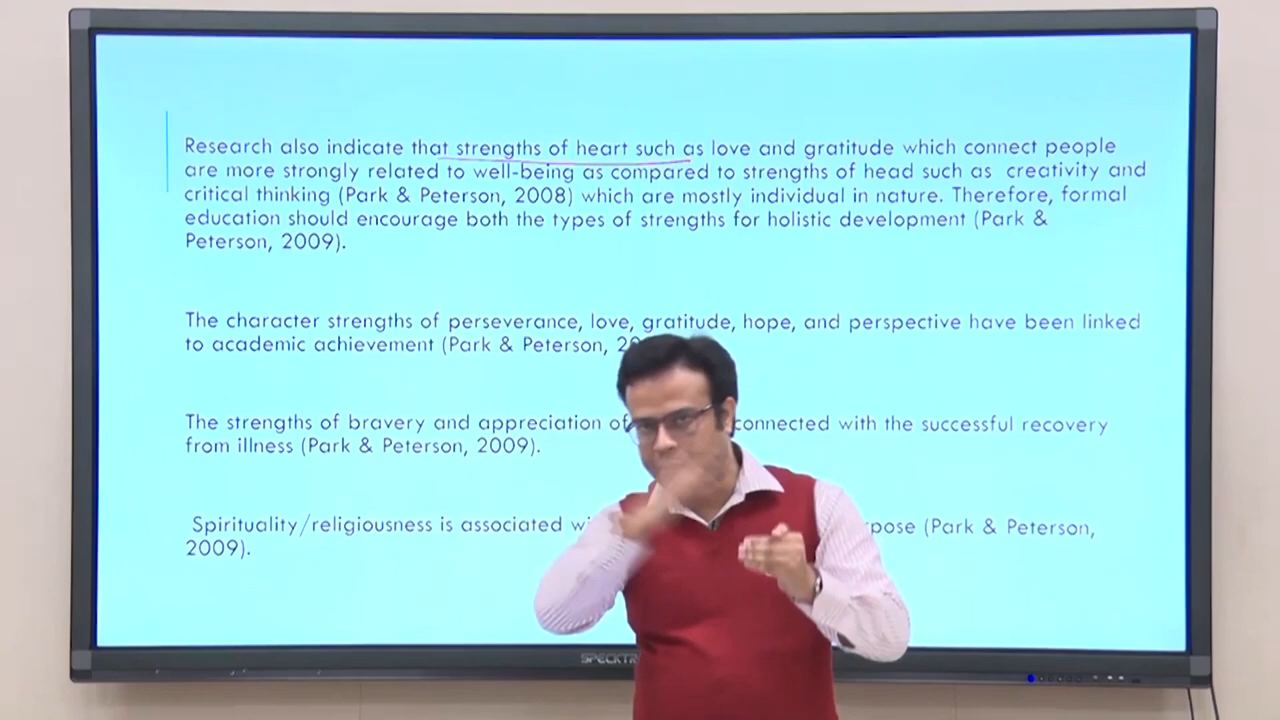 Research also indicate that strengths of heart such as love and gratitude which connect people
are more strongly related to well-being as compared to strengths of head such as creativity and
critical thinking (Park & Peterson, 2008) which are mostly individual in nature. Therefore, formal
education should encourage both the types of strengths for holistic development (Park &
Peterson, 2009).
The character strengths of perseverance, love, gratitude, hope, and perspective have been linked
to academic achievement (Park & Peterson,
The strengths of bravery and appreciation of connected with the successful recovery
from illness (Park & Peterson, 2009).
Spirituality/religiousness is associated (Park & Peterson,
2009).